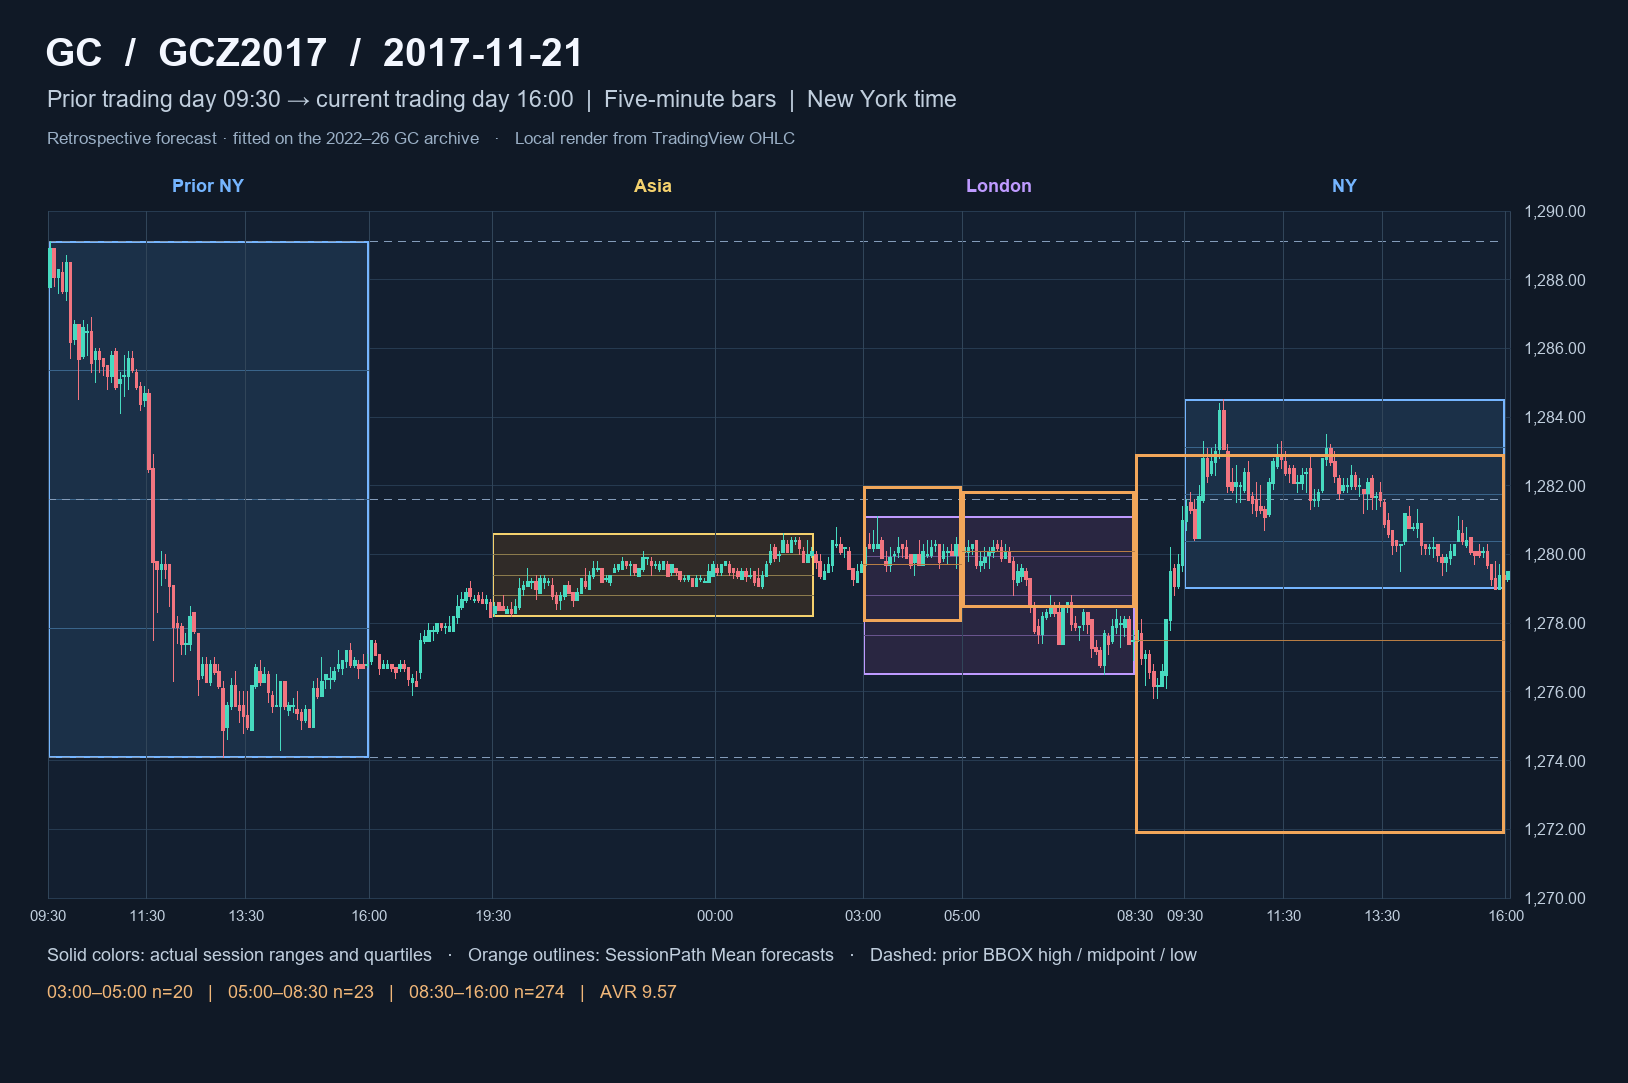 GC / GCZ2017 / 2017-11-21
Prior trading day 09:30 → current trading day 16:00 | Five-minute bars | New York time
Retrospective forecast · fitted on the 2022–26 GC archive · Local render from TradingView OHLC
Prior NY Asia London NY
1,290.00
1,288.00
1,286.00
1,284.00
1,282.00
1,280.00
1,278.00
1,276.00
1,274.00
1,272.00
1,270.00
09:30 11:30 13:30 16:00 19:30 00:00 03:00 05:00 08:30 09:30 11:30 13:30 16:00
Solid colors: actual session ranges and quartiles · Orange outlines: SessionPath Mean forecasts · Dashed: prior BBOX high / midpoint / low
03:00–05:00 n=20 | 05:00–08:30 n=23 | 08:30–16:00 n=274 | AVR 9.57